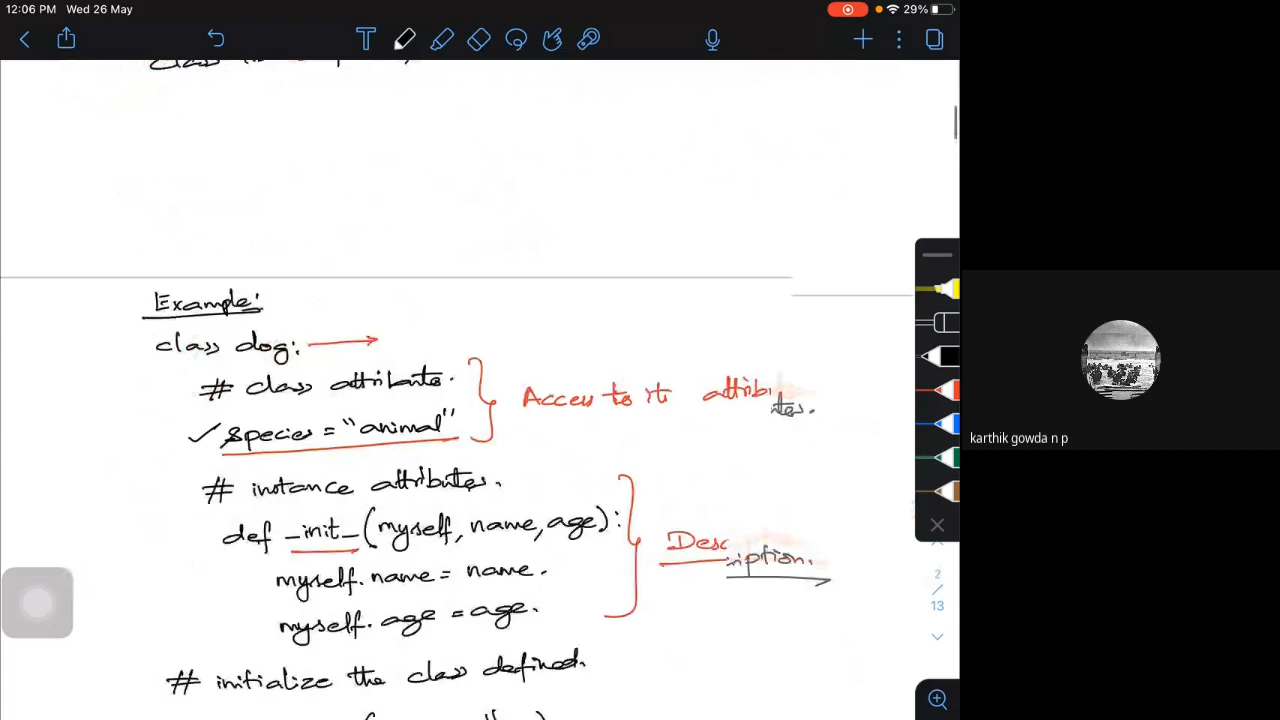 12:06 PM Wed 26 May
29%
Example:
class dog:
# class attributes.
species = "animal"
Access to its attributes.
# instance attributes.
def _init_(myself, name, age):
myself.name = name.
myself.age = age.
Description.
# initialize the class defined.
2
/
13
karthik gowda n p